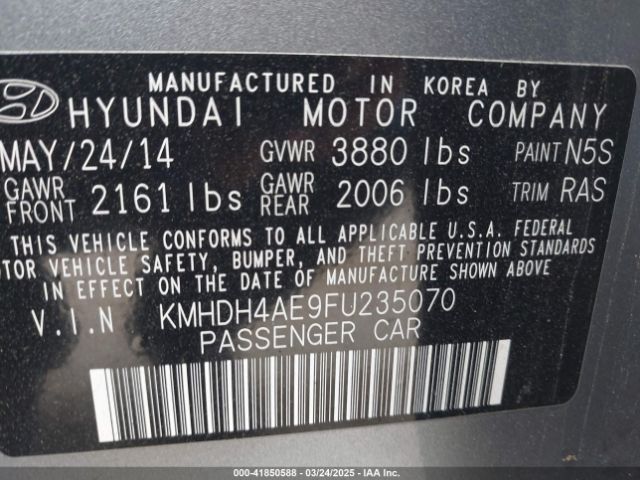 MANUFACTURED IN KOREA BY
HYUNDAI MOTOR COMPANY
MAY/24/14 GVWR 3880 lbs PAINT N5S
GAWR FRONT 2161 lbs GAWR REAR 2006 lbs TRIM RAS
THIS VEHICLE CONFORMS TO ALL APPLICABLE U.S.A. FEDERAL
TOR VEHICLE SAFETY, BUMPER, AND THEFT PREVENTION STANDARDS
IN EFFECT ON THE DATE OF MANUFACTURE SHOWN ABOVE
V.I.N KMHDH4AE9FU235070
PASSENGER CAR
000-41850588 - 03/24/2025 - IAA Inc.